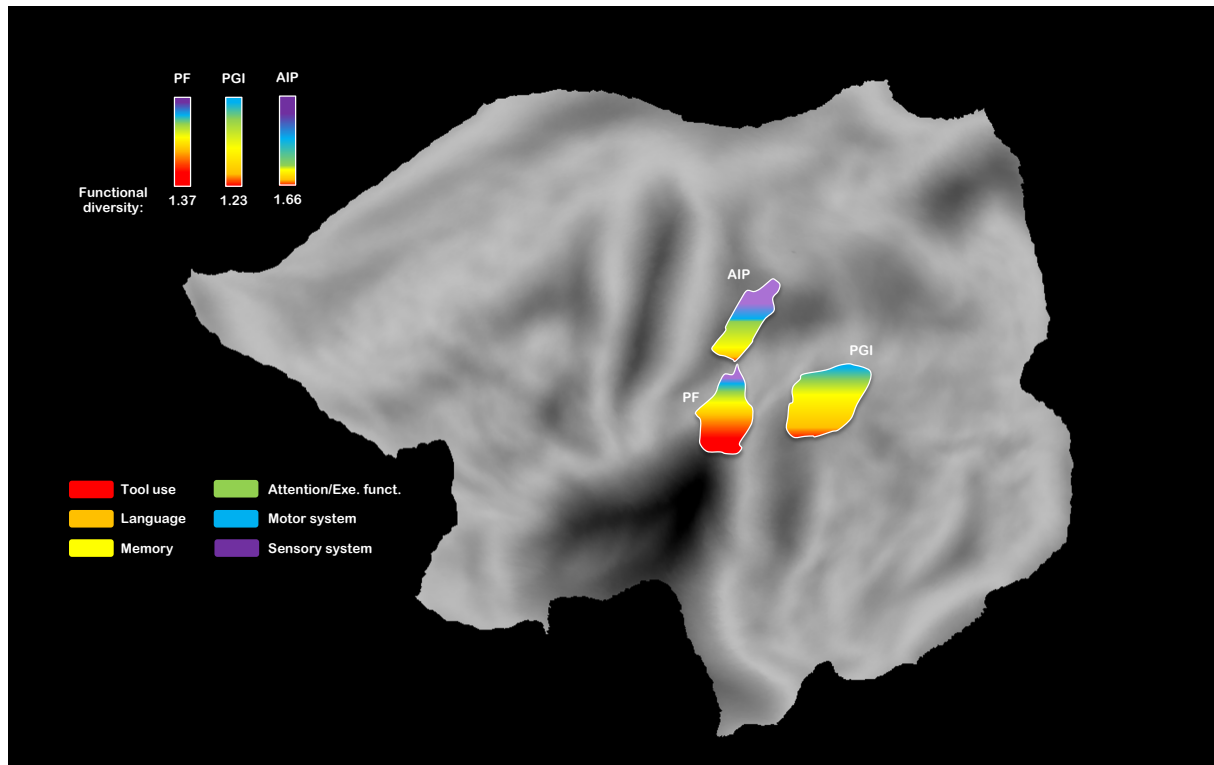 PF PGI AIP
Functional
diversity:
1.37 1.23 1.66
AIP
PGI
PF
Tool use Attention/Exe. funct.
Language Motor system
Memory Sensory system